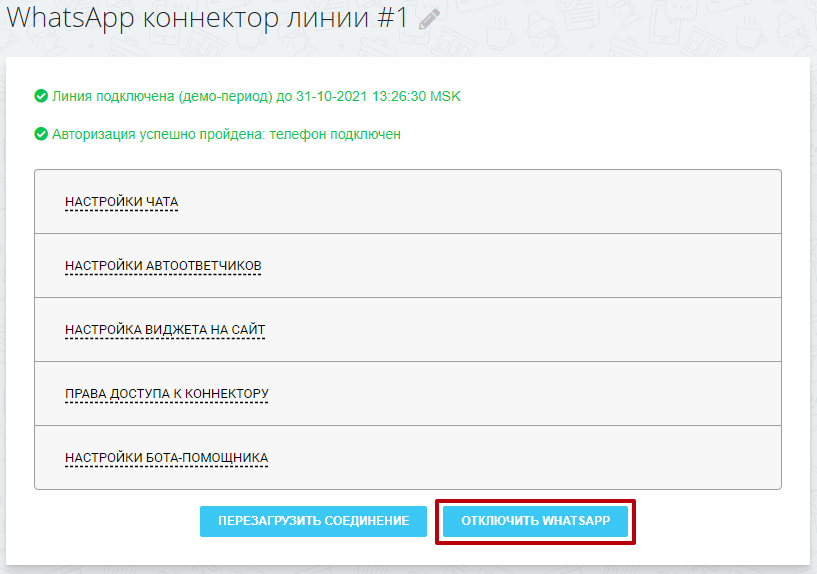 WhatsApp коннектор линии #1
Линия подключена (демо-период) до 31-10-2021 13:26:30 MSK
Авторизация успешно пройдена: телефон подключен
НАСТРОЙКИ ЧАТА
НАСТРОЙКИ АВТООТВЕТЧИКОВ
НАСТРОЙКА ВИДЖЕТА НА САЙТ
ПРАВА ДОСТУПА К КОННЕКТОРУ
НАСТРОЙКИ БОТА-ПОМОЩНИКА
ПЕРЕЗАГРУЗИТЬ СОЕДИНЕНИЕ ОТКЛЮЧИТЬ WHATSAPP